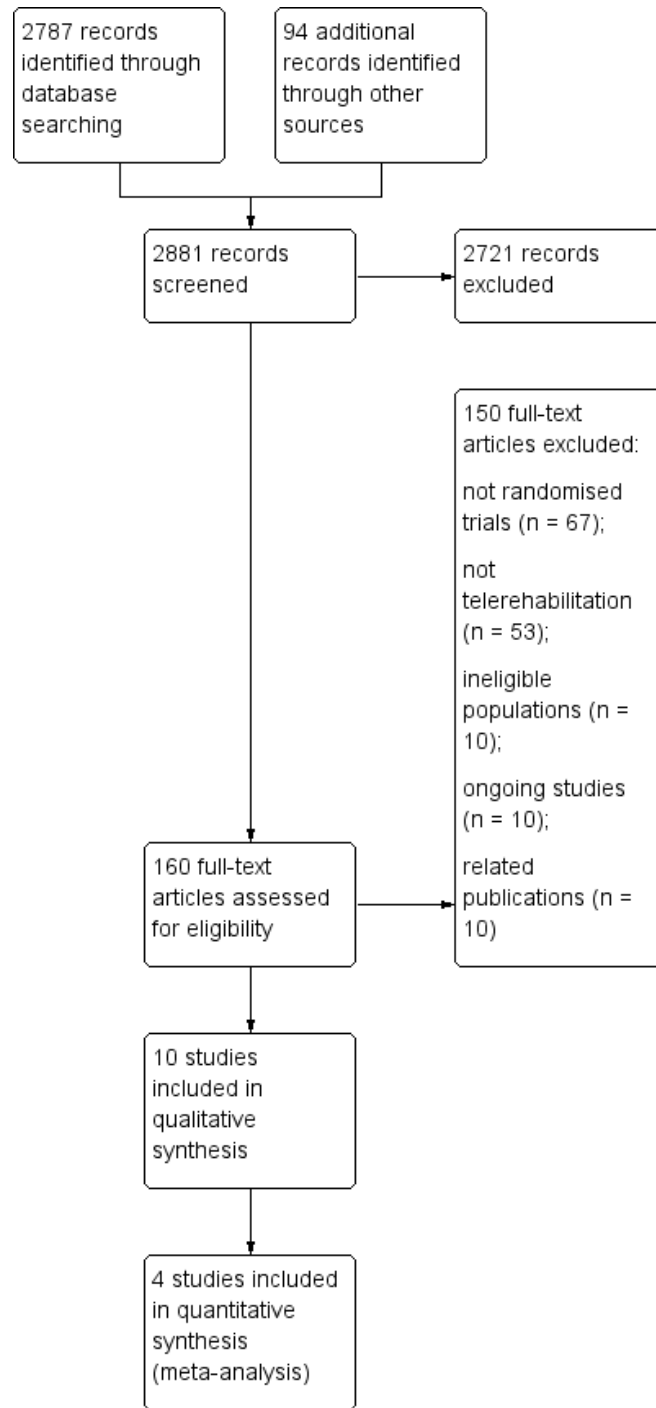 2787 records
identified through
database
searching
94 additional
records identified
through other
sources
2881 records
screened
2721 records
excluded
150 full-text
articles excluded:
not randomised
trials (n = 67);
not
telerehabilitation
(n = 53);
ineligible
populations (n =
10);
ongoing studies
(n = 10);
related
publications (n =
10)
160 full-text
articles assessed
for eligibility
10 studies
included in
qualitative
synthesis
4 studies included
in quantitative
synthesis
(meta-analysis)